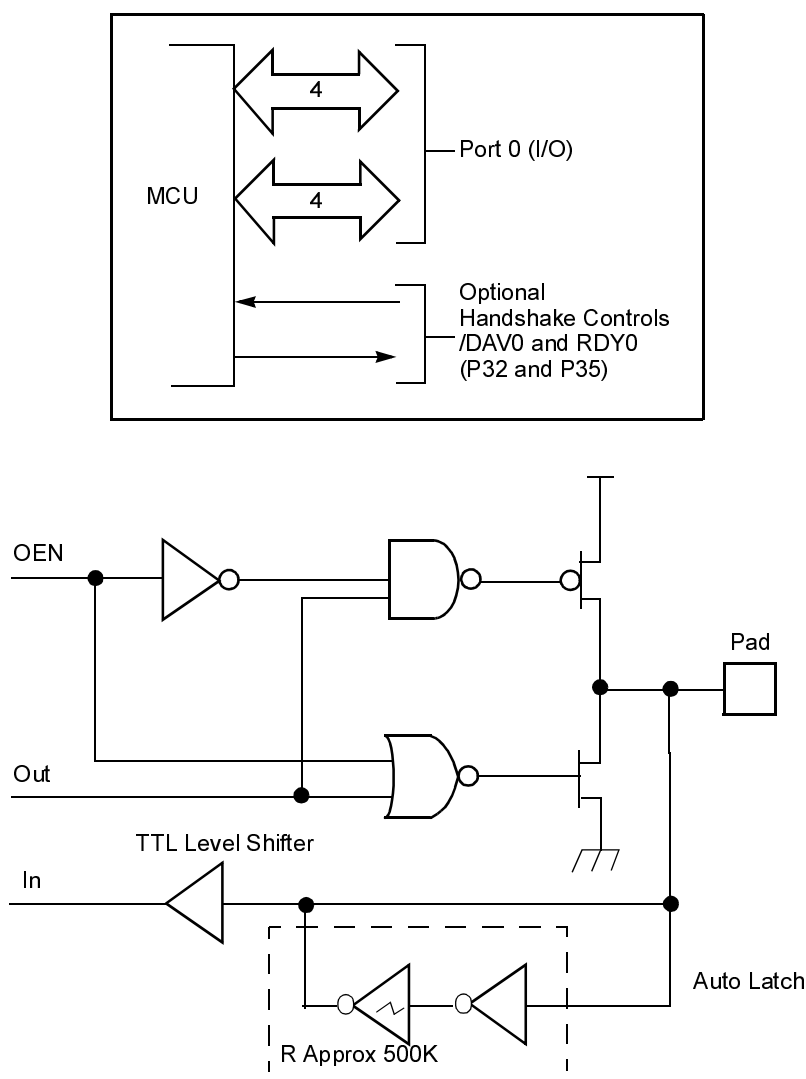 4
Port 0 (I/O)
MCU
4
Optional
Handshake Controls
/DAV0 and RDY0
(P32 and P35)
OEN
Pad
Out
TTL Level Shifter
In
Auto Latch
R Approx 500K